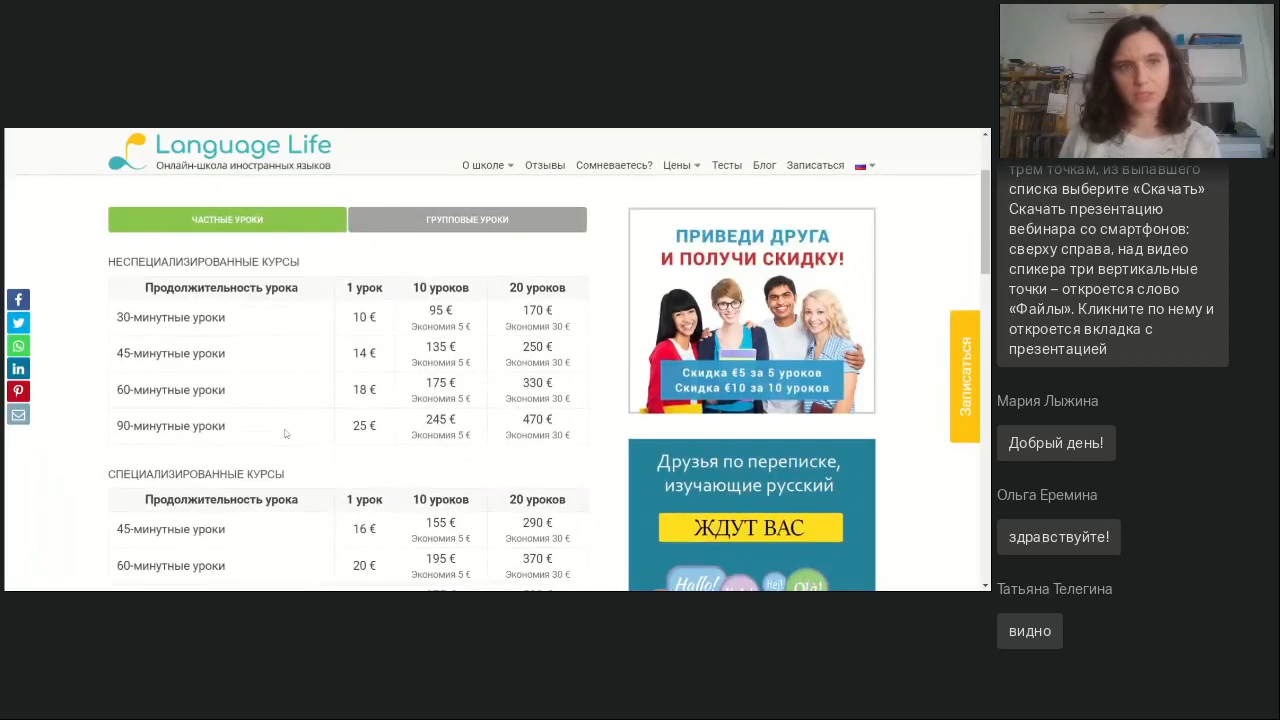 Language Life
Онлайн-школа иностранных языков
О школе
Отзывы
Сомневаетесь?
Цены
Тесты
Блог
Записаться
ЧАСТНЫЕ УРОКИ
ГРУППОВЫЕ УРОКИ
НЕСПЕЦИАЛИЗИРОВАННЫЕ КУРСЫ
Продолжительность урока 1 урок 10 уроков 20 уроков
30-минутные уроки 10 € 95 € 170 €
Экономия 5 € Экономия 30 €
45-минутные уроки 14 € 135 € 250 €
Экономия 5 € Экономия 30 €
60-минутные уроки 18 € 175 € 330 €
Экономия 5 € Экономия 30 €
90-минутные уроки 25 € 245 € 470 €
Экономия 5 € Экономия 30 €
СПЕЦИАЛИЗИРОВАННЫЕ КУРСЫ
Продолжительность урока 1 урок 10 уроков 20 уроков
45-минутные уроки 16 € 155 € 290 €
Экономия 5 € Экономия 30 €
60-минутные уроки 20 € 195 € 370 €
Экономия 5 € Экономия 30 €
ПРИВЕДИ ДРУГА
И ПОЛУЧИ СКИДКУ!
Скидка €5 за 5 уроков
Скидка €10 за 10 уроков
Друзья по переписке,
изучающие русский
ЖДУТ ВАС
Hallo!
Hej!
Olà!
Записаться
трем точкам, из выпавшего
списка выберите «Скачать»
Скачать презентацию
вебинара со смартфонов:
сверху справа, над видео
спикера три вертикальные
точки – откроется слово
«Файлы». Кликните по нему и
откроется вкладка с
презентацией
Мария Лыжина
Добрый день!
Ольга Еремина
здравствуйте!
Татьяна Телегина
видно